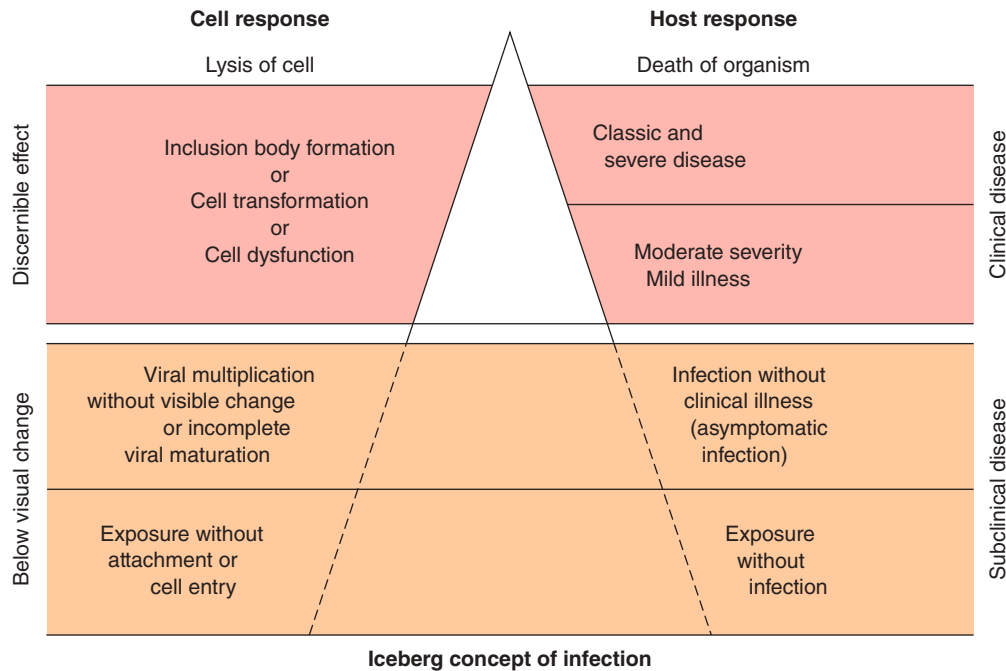 Cell response
Host response
Lysis of cell
Death of organism
Discernible effect
Inclusion body formation
or
Cell transformation
or
Cell dysfunction
Classic and
severe disease
Moderate severity
Mild illness
Clinical disease
Below visual change
Viral multiplication
without visible change
or incomplete
viral maturation
Infection without
clinical illness
(asymptomatic
infection)
Subclinical disease
Exposure without
attachment or
cell entry
Exposure
without
infection
Iceberg concept of infection